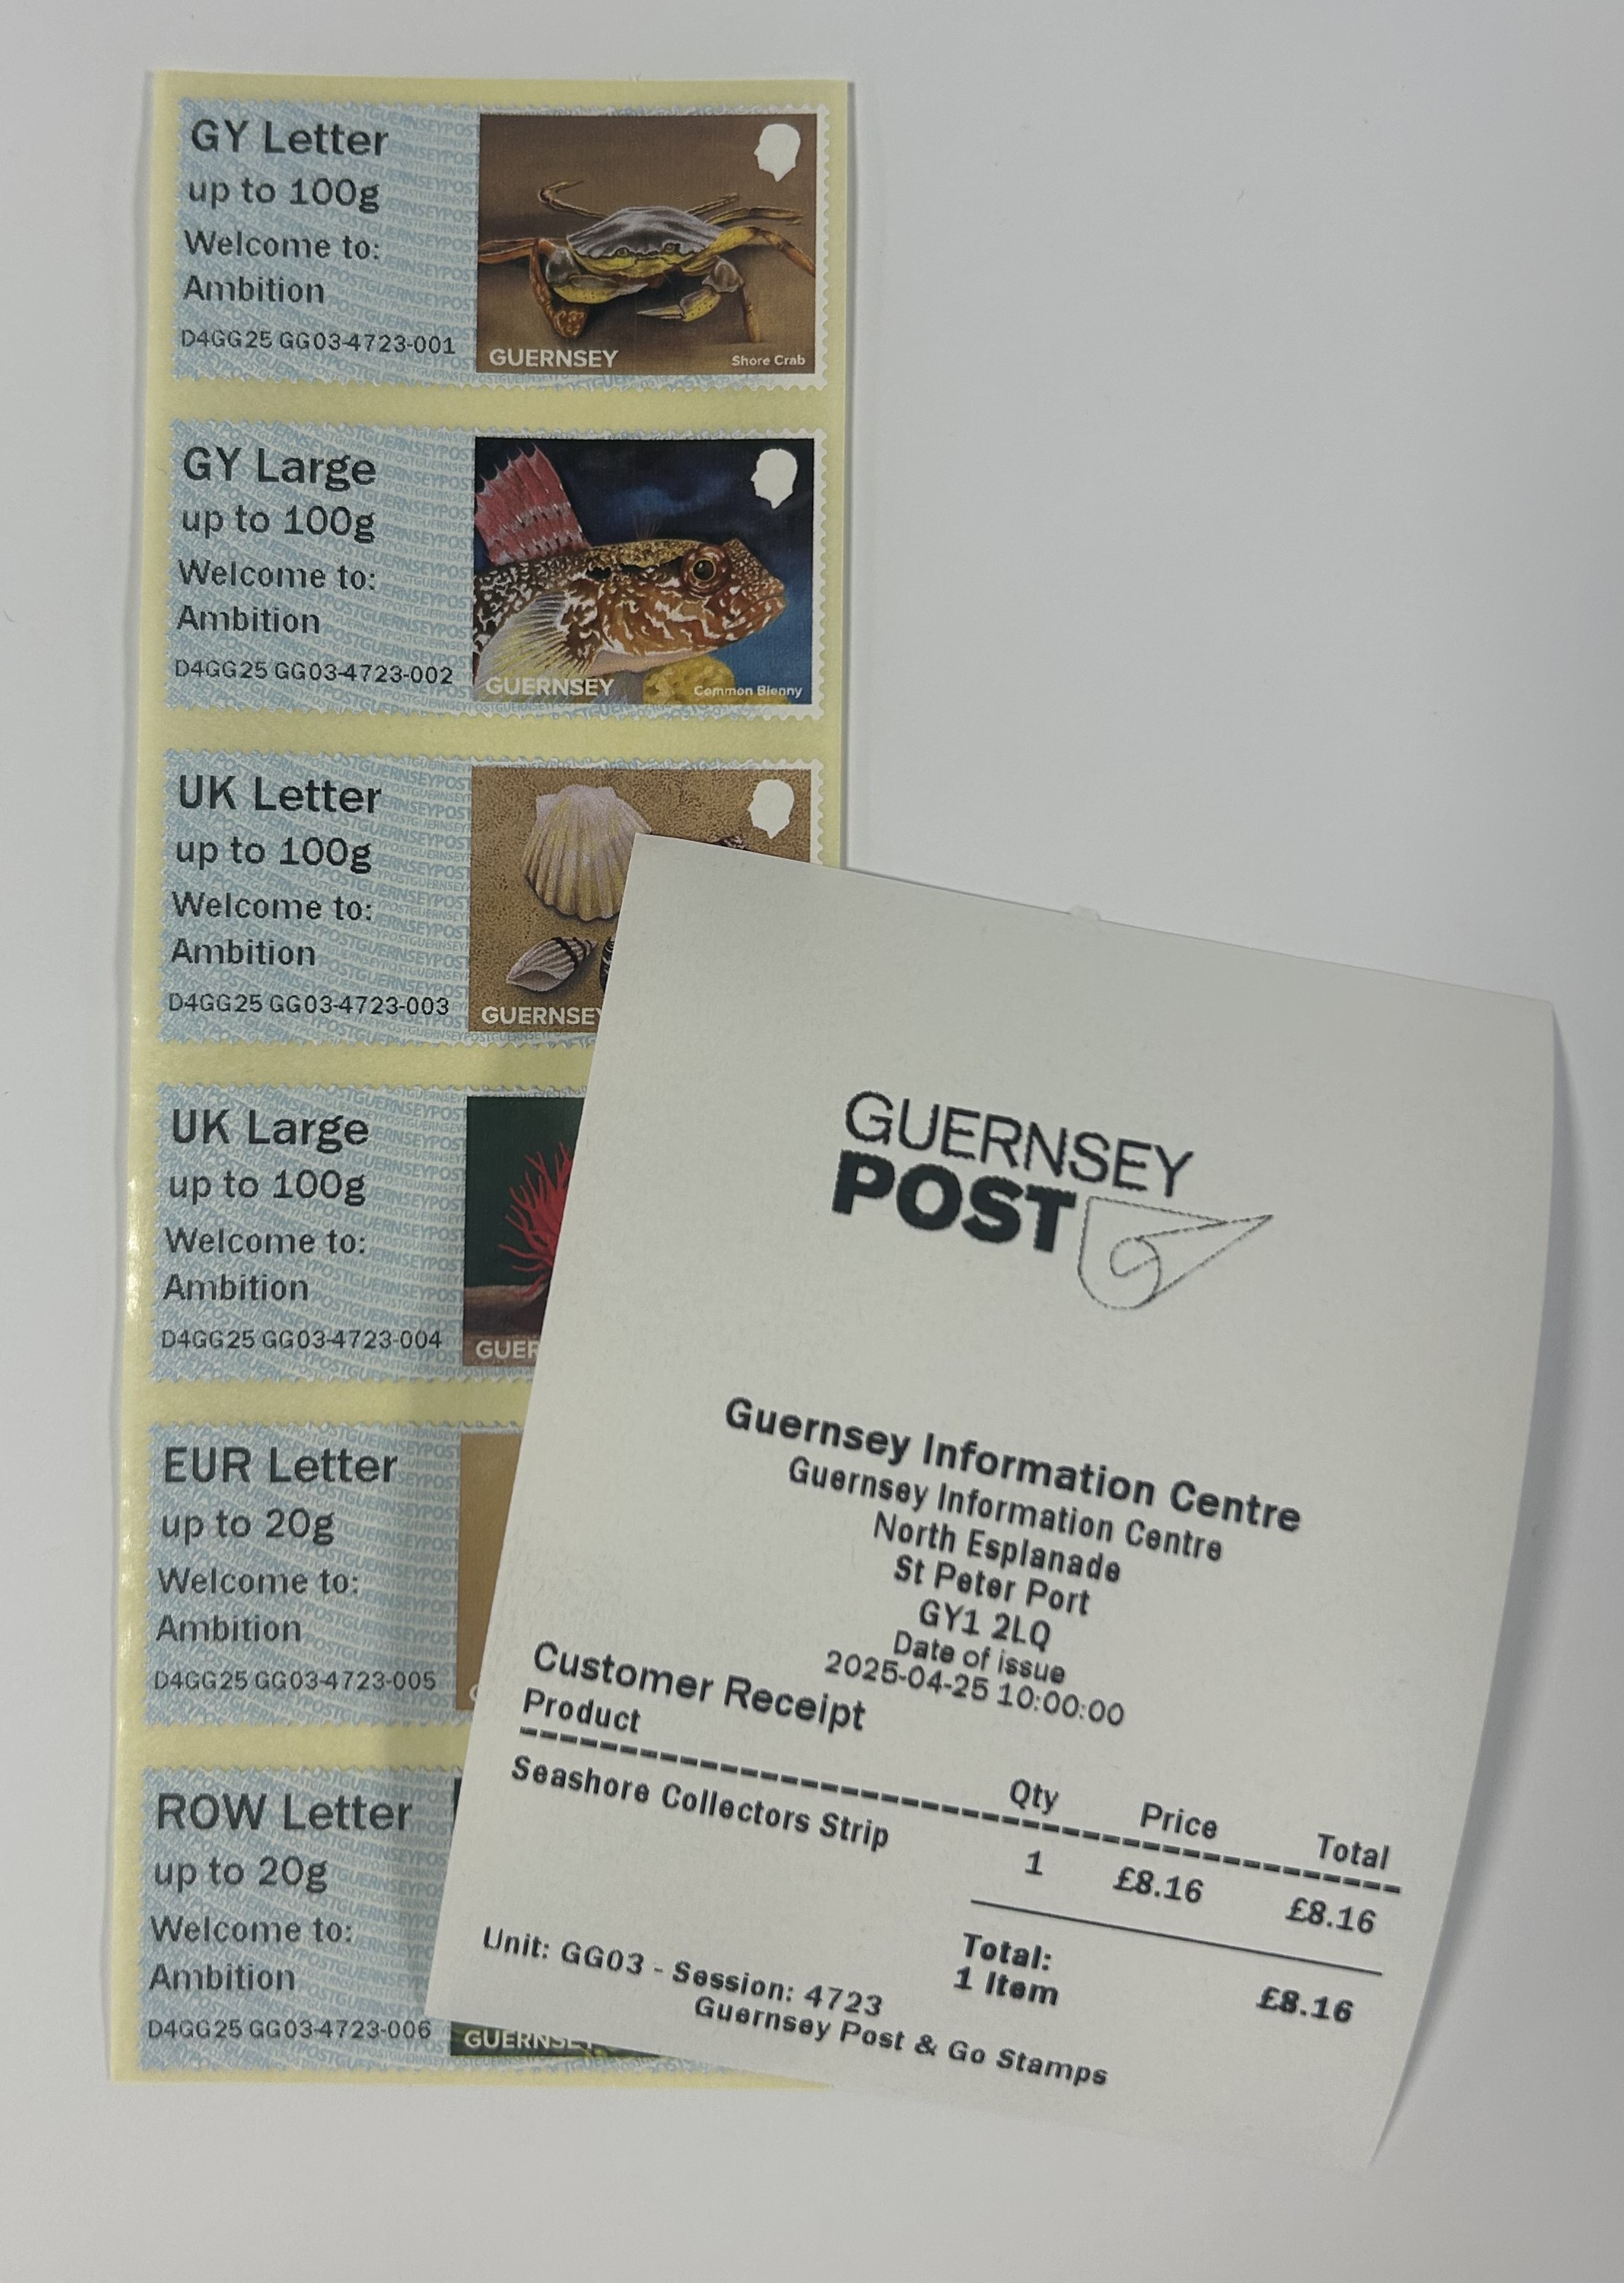 GY Letter
up to 100g
Welcome to:
Ambition
D4GG25 GG03-4723-001
GUERNSEY
Shore Crab
GY Large
up to 100g
Welcome to:
Ambition
D4GG25 GG03-4723-002
GUERNSEY
Common Blenny
UK Letter
up to 100g
Welcome to:
Ambition
D4GG25 GG03-4723-003
GUERNSEY
UK Large
up to 100g
Welcome to:
Ambition
D4GG25 GG03-4723-004
GUER
EUR Letter
up to 20g
Welcome to:
Ambition
D4GG25 GG03-4723-005
ROW Letter
up to 20g
Welcome to:
Ambition
D4GG25 GG03-4723-006
GUERNSEY
GUERNSEY
POST
Guernsey Information Centre
Guernsey Information Centre
North Esplanade
St Peter Port
GY1 2LQ
Date of issue
2025-04-25 10:00:00
Customer Receipt
Product Qty Price Total
Seashore Collectors Strip 1 £8.16 £8.16
Total: £8.16
1 Item
Unit: GG03 - Session: 4723
Guernsey Post & Go Stamps